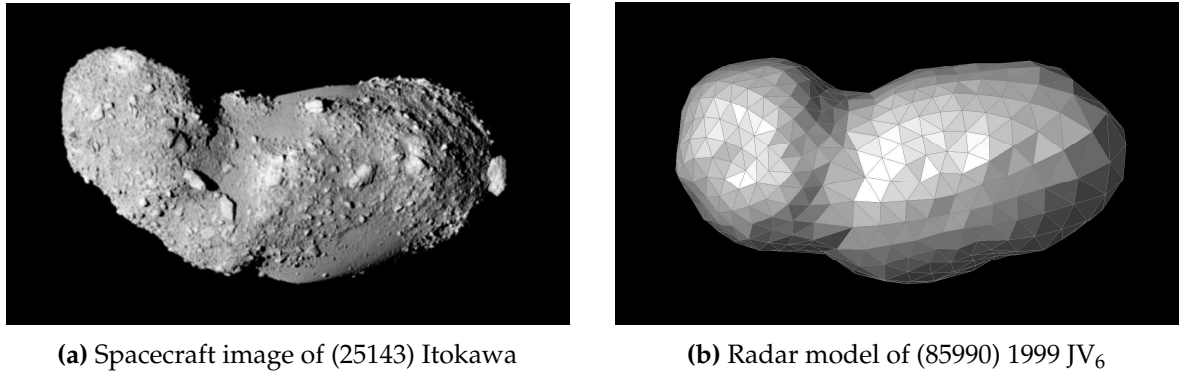 (a) Spacecraft image of (25143) Itokawa
(b) Radar model of (85990) 1999 JV₆